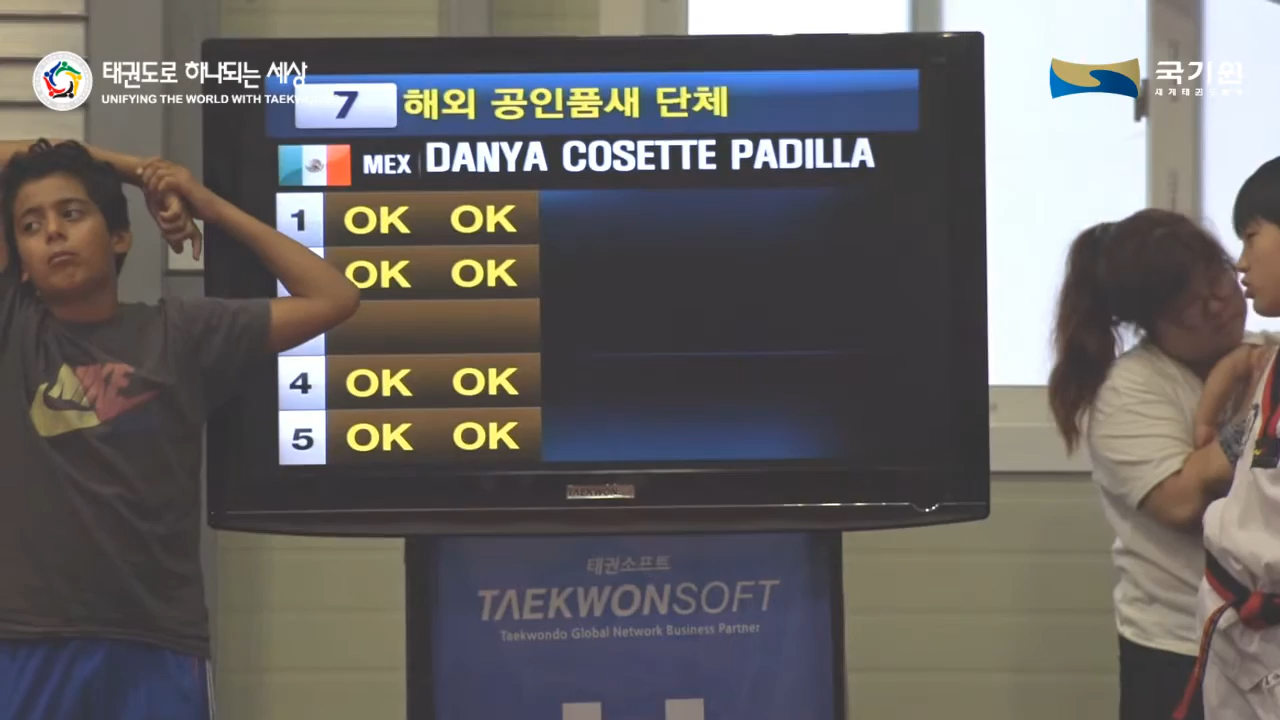 태권도로 하나되는 세상
UNIFYING THE WORLD WITH TAEKW
국기원
7 해외 공인품새 단체
MEX DANYA COSETTE PADILLA
1 OK OK
OK OK
4 OK OK
5 OK OK
NIKE
태권소프트
TAEKWONSOFT
Taekwondo Global Network Business Partner